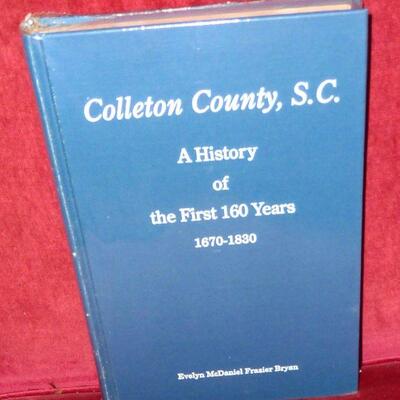 Colleton County, S.C.
A History
of
the First 160 Years
1670-1830
Evelyn McDaniel Frazier Bryan